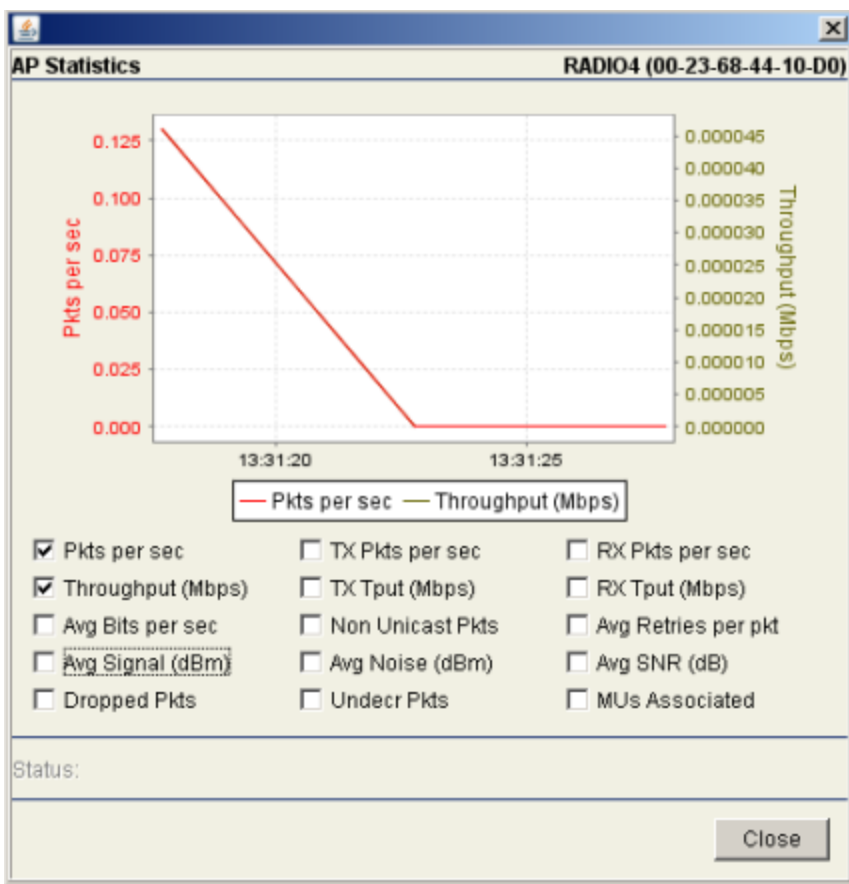 AP Statistics RADIO4 (00-23-68-44-10-D0)
Pkts per sec
0.125
0.100
0.075
0.050
0.025
0.000
0.000045
0.000040
0.000035
0.000030
0.000025
0.000020
0.000015
0.000010
0.000005
0.000000
Throughput (Mbps)
13:31:20 13:31:25
Pkts per sec Throughput (Mbps)
Pkts per sec TX Pkts per sec RX Pkts per sec
Throughput (Mbps) TX Tput (Mbps) RX Tput (Mbps)
Avg Bits per sec Non Unicast Pkts Avg Retries per pkt
Avg Signal (dBm) Avg Noise (dBm) Avg SNR (dB)
Dropped Pkts Undecr Pkts MUs Associated
Status:
Close